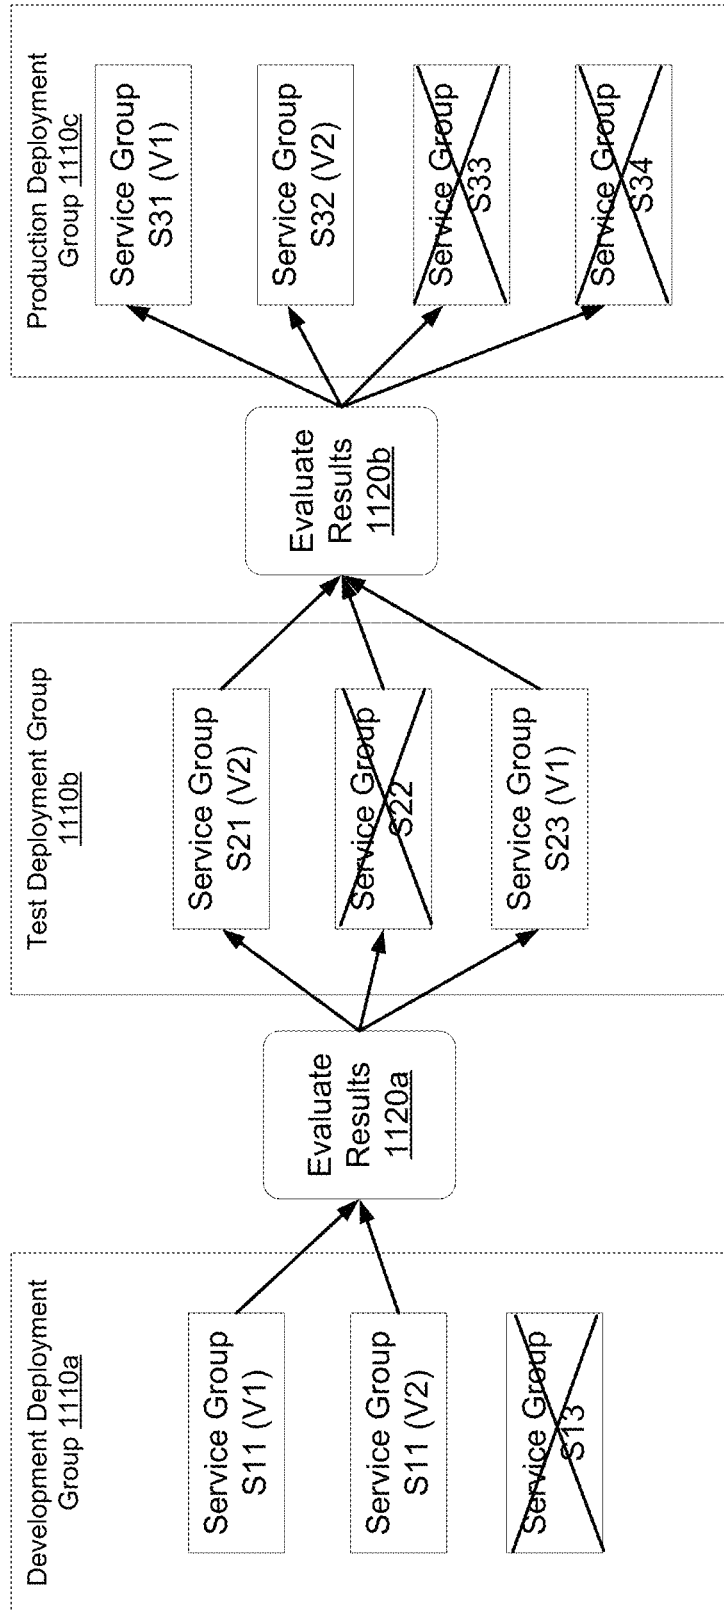 Development Deployment
Group 1110a
Service Group
S11 (V1)
Service Group
S11 (V2)
Service Group
S13
Evaluate
Results
1120a
Test Deployment Group
1110b
Service Group
S21 (V2)
Service Group
S22
Service Group
S23 (V1)
Evaluate
Results
1120b
Production Deployment
Group 1110c
Service Group
S31 (V1)
Service Group
S32 (V2)
Service Group
S33
Service Group
S34